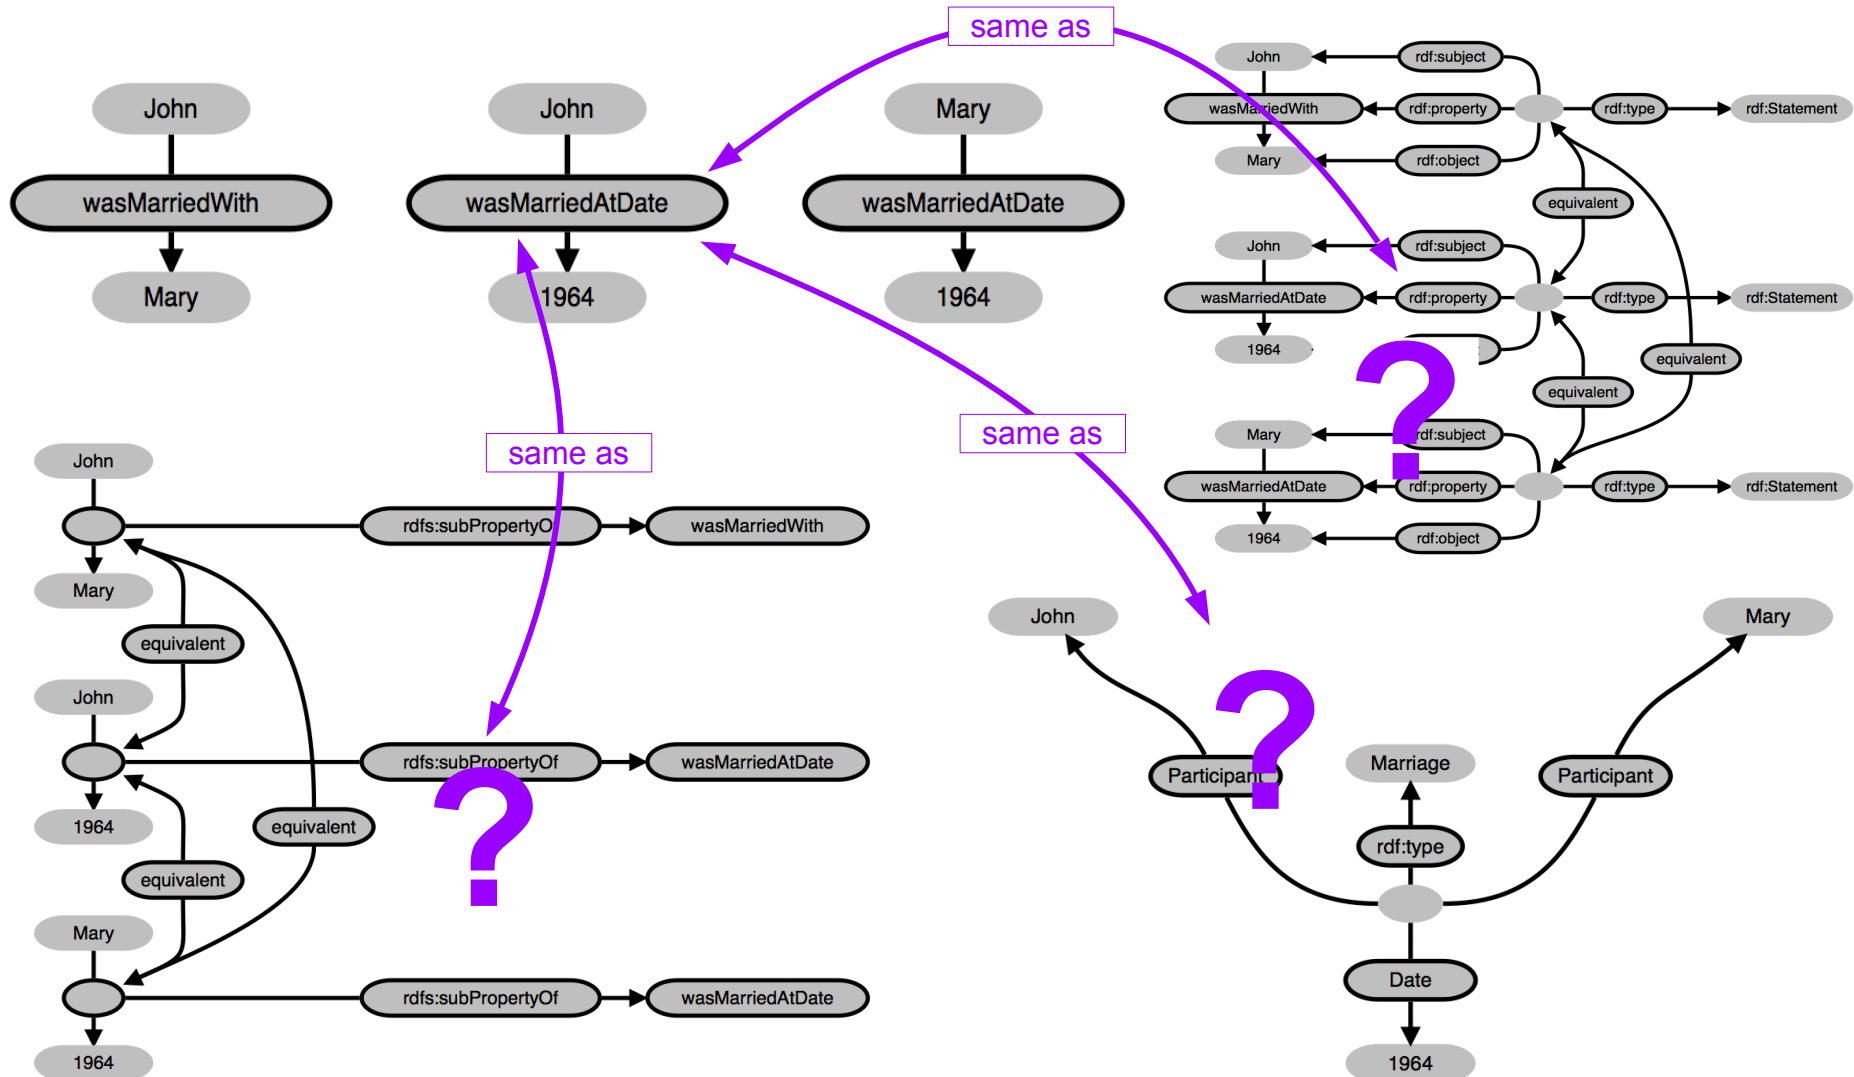 same as
John
John
Mary
wasMarriedWith
wasMarriedAtDate
wasMarriedAtDate
Mary
1964
1964
John
rdf:subject
wasMarriedWith
rdf:property
rdf:type
rdf:Statement
Mary
rdf:object
equivalent
John
rdf:subject
wasMarriedAtDate
rdf:property
rdf:type
rdf:Statement
1964
equivalent
equivalent
?
Mary
rdf:subject
wasMarriedAtDate
rdf:property
rdf:type
rdf:Statement
1964
rdf:object
same as
same as
John
rdfs:subPropertyOf
wasMarriedWith
Mary
equivalent
John
rdfs:subPropertyOf
wasMarriedAtDate
?
1964
equivalent
equivalent
Mary
rdfs:subPropertyOf
wasMarriedAtDate
1964
John
Mary
?
Participant
Marriage
Participant
rdf:type
Date
1964